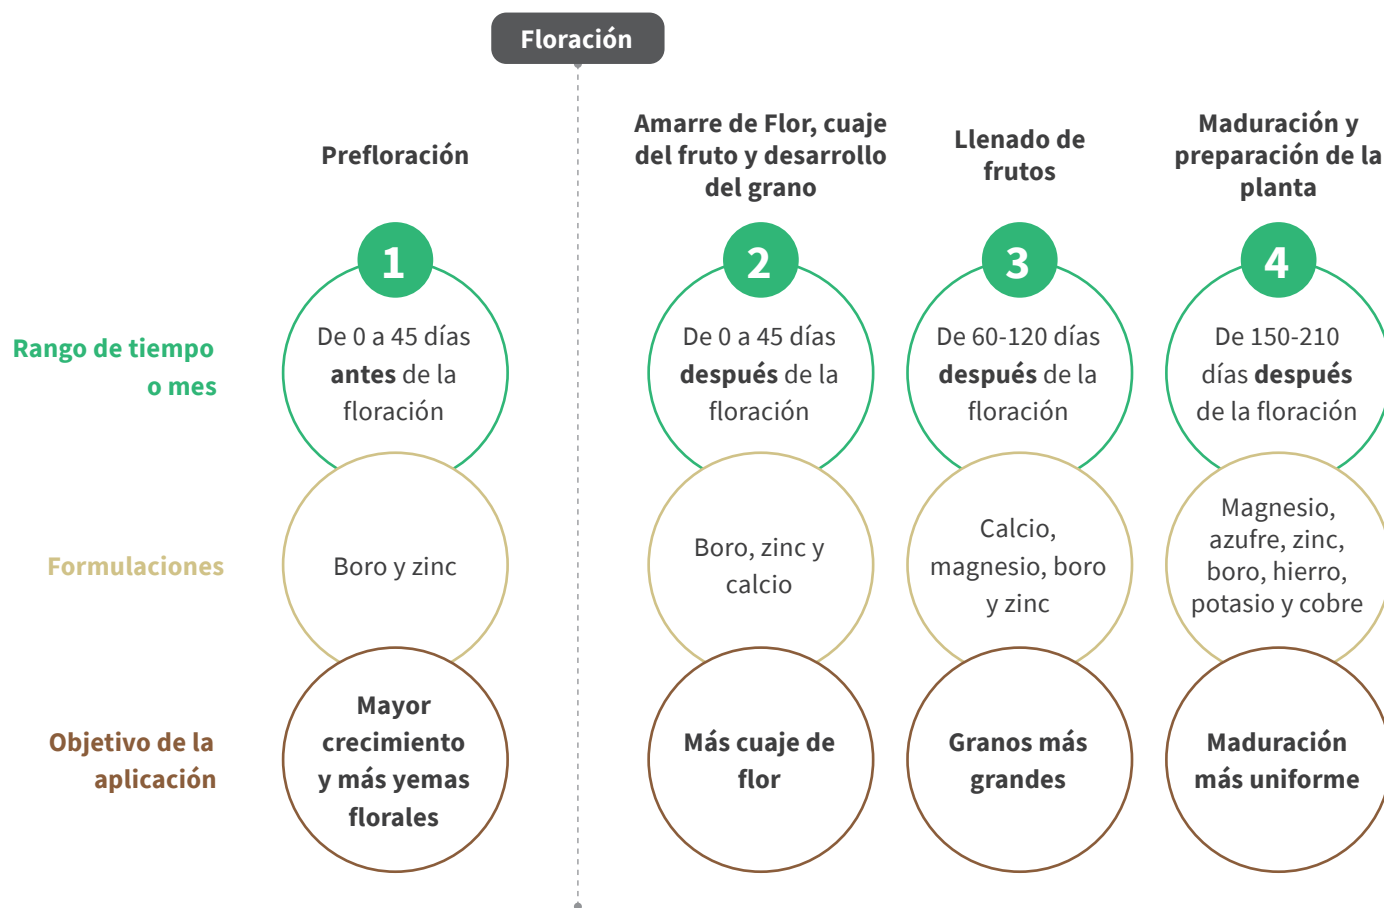 Floración
Prefloración
Amarre de Flor, cuaje
del fruto y desarrollo
del grano
Llenado de
frutos
Maduración y
preparación de la
planta
1
2
3
4
Rango de tiempo
o mes
De 0 a 45 días
antes de la
floración
De 0 a 45 días
después de la
floración
De 60-120 días
después de la
floración
De 150-210
días después
de la floración
Formulaciones
Boro y zinc
Boro, zinc y
calcio
Calcio,
magnesio, boro
y zinc
Magnesio,
azufre, zinc,
boro, hierro,
potasio y cobre
Objetivo de la
aplicación
Mayor
crecimiento
y más yemas
florales
Más cuaje de
flor
Granos más
grandes
Maduración
más uniforme